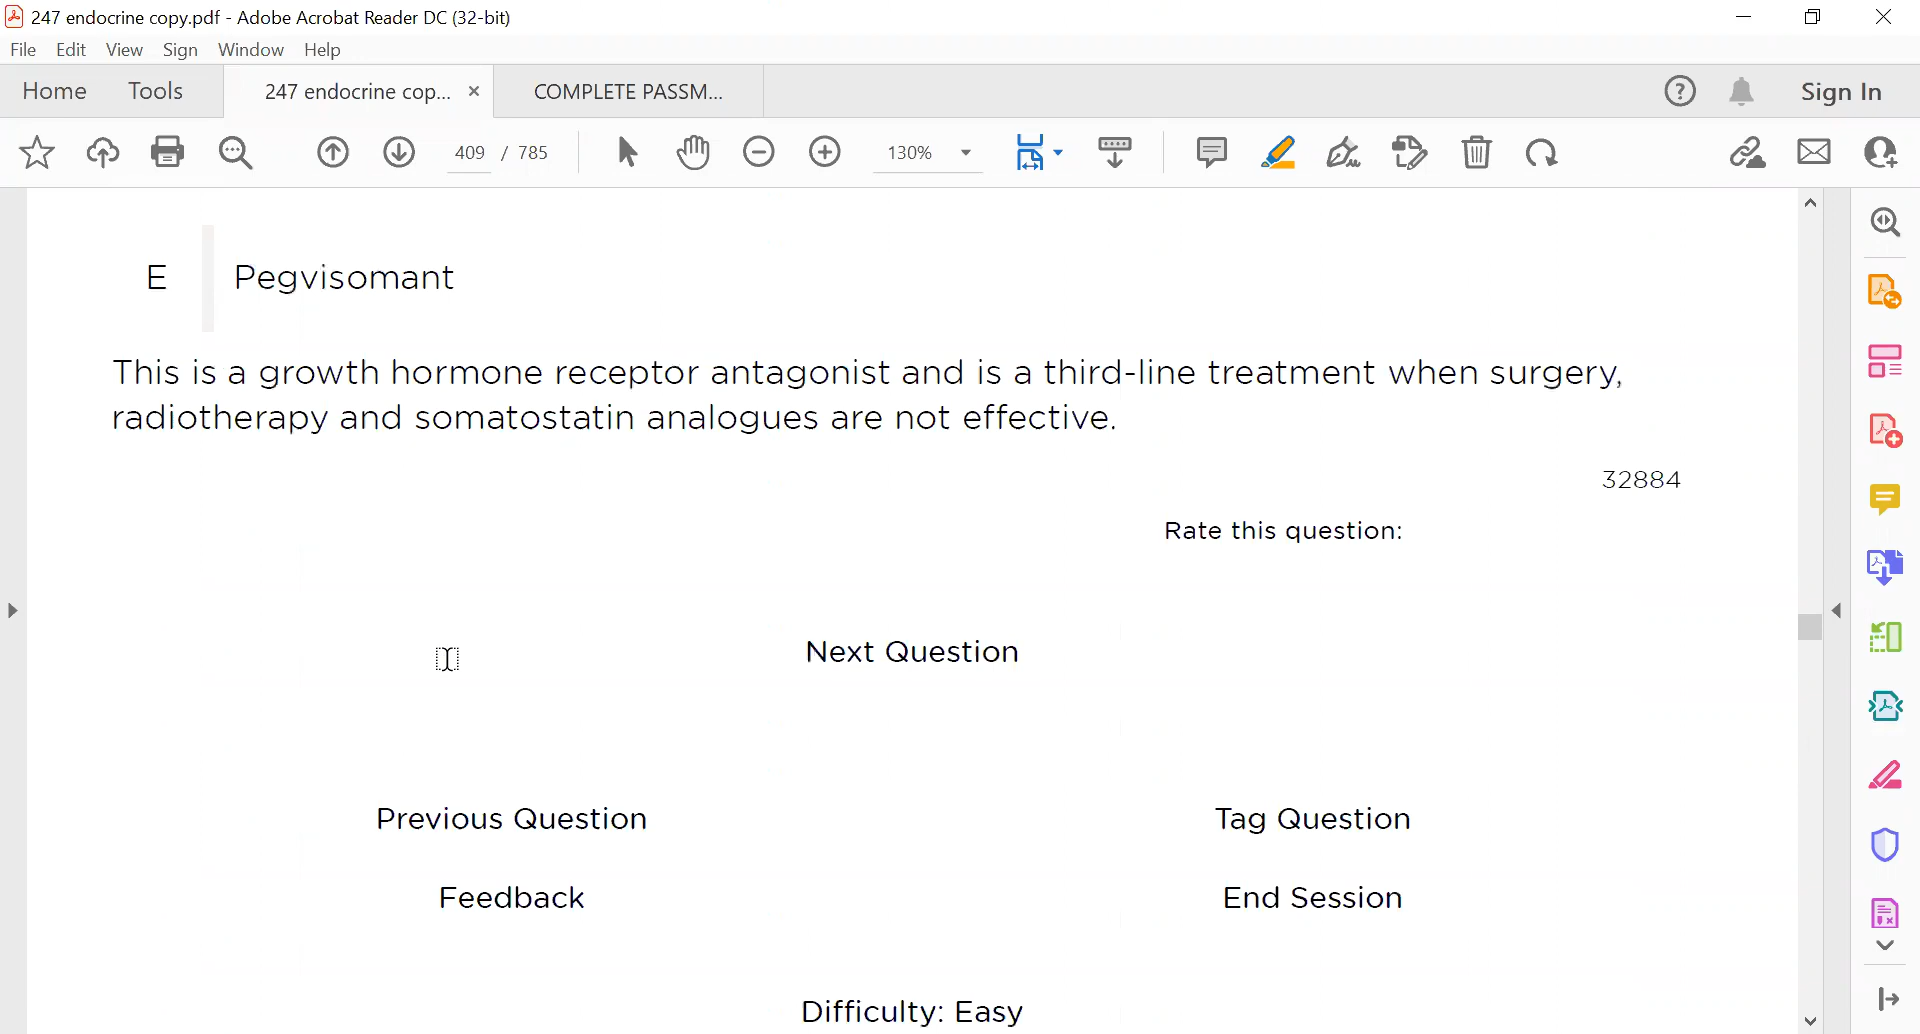 247 endocrine copy.pdf - Adobe Acrobat Reader DC (32-bit)
File Edit View Sign Window Help
Home Tools 247 endocrine cop... COMPLETE PASSM... Sign In
409 / 785 130%
E Pegvisomant
This is a growth hormone receptor antagonist and is a third-line treatment when surgery,
radiotherapy and somatostatin analogues are not effective.
32884
Rate this question:
Next Question
Previous Question Tag Question
Feedback End Session
Difficulty: Easy